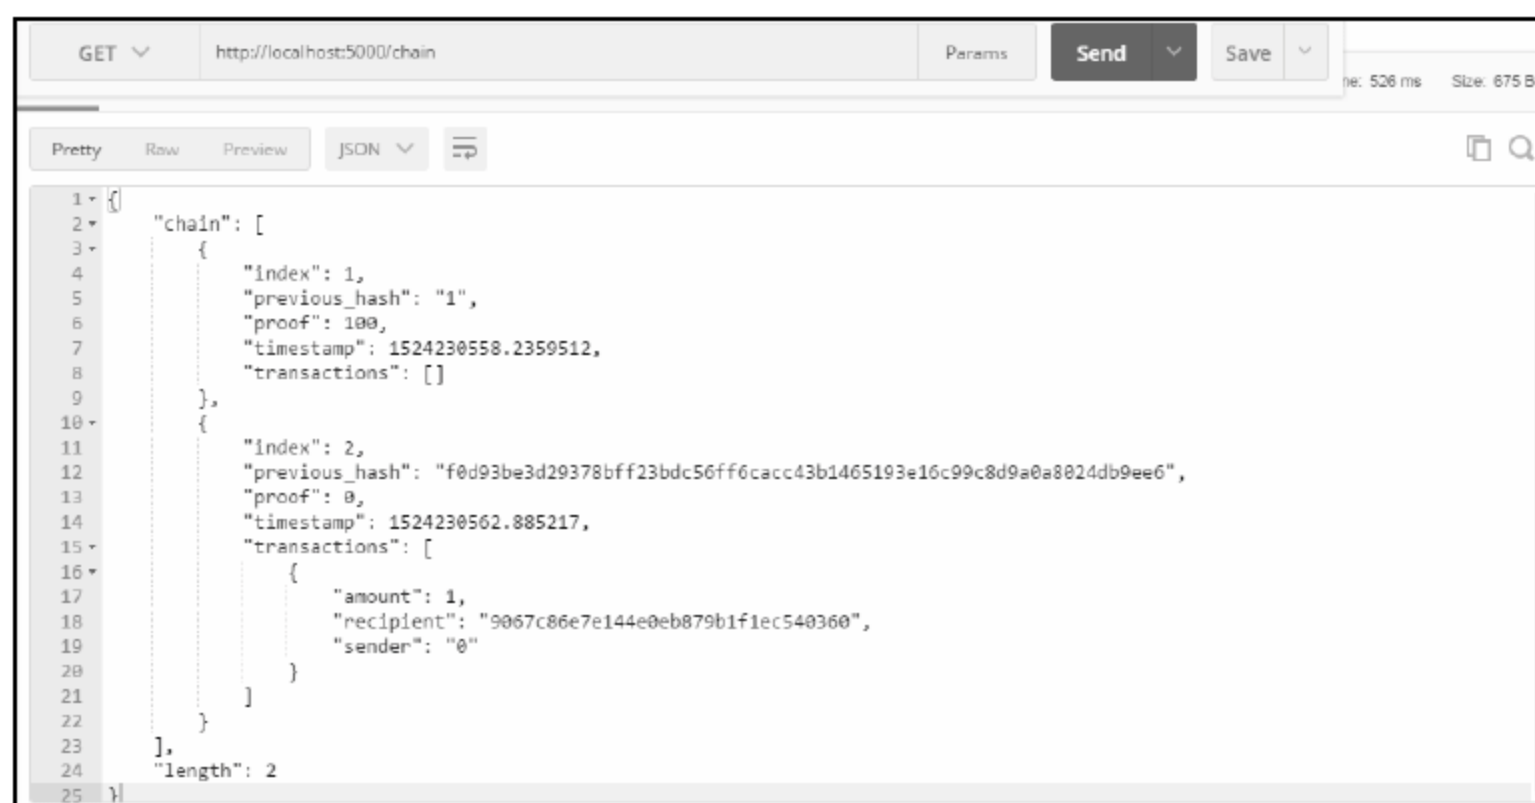 GET http://localhost:5000/chain Params Send Save
ne: 526 ms Size: 675 B
Pretty Raw Preview JSON
1 {
2 "chain": [
3 {
4 "index": 1,
5 "previous_hash": "1",
6 "proof": 100,
7 "timestamp": 1524230558.2359512,
8 "transactions": []
9 },
10 {
11 "index": 2,
12 "previous_hash": "f0d93be3d29378bff23bdc56ff6cacc43b1465193e16c99c8d9a0a8024db9ee6",
13 "proof": 0,
14 "timestamp": 1524230562.885217,
15 "transactions": [
16 {
17 "amount": 1,
18 "recipient": "9067c86e7e144e0eb879b1f1ec540360",
19 "sender": "0"
20 }
21 ]
22 }
23 ],
24 "length": 2
25 }